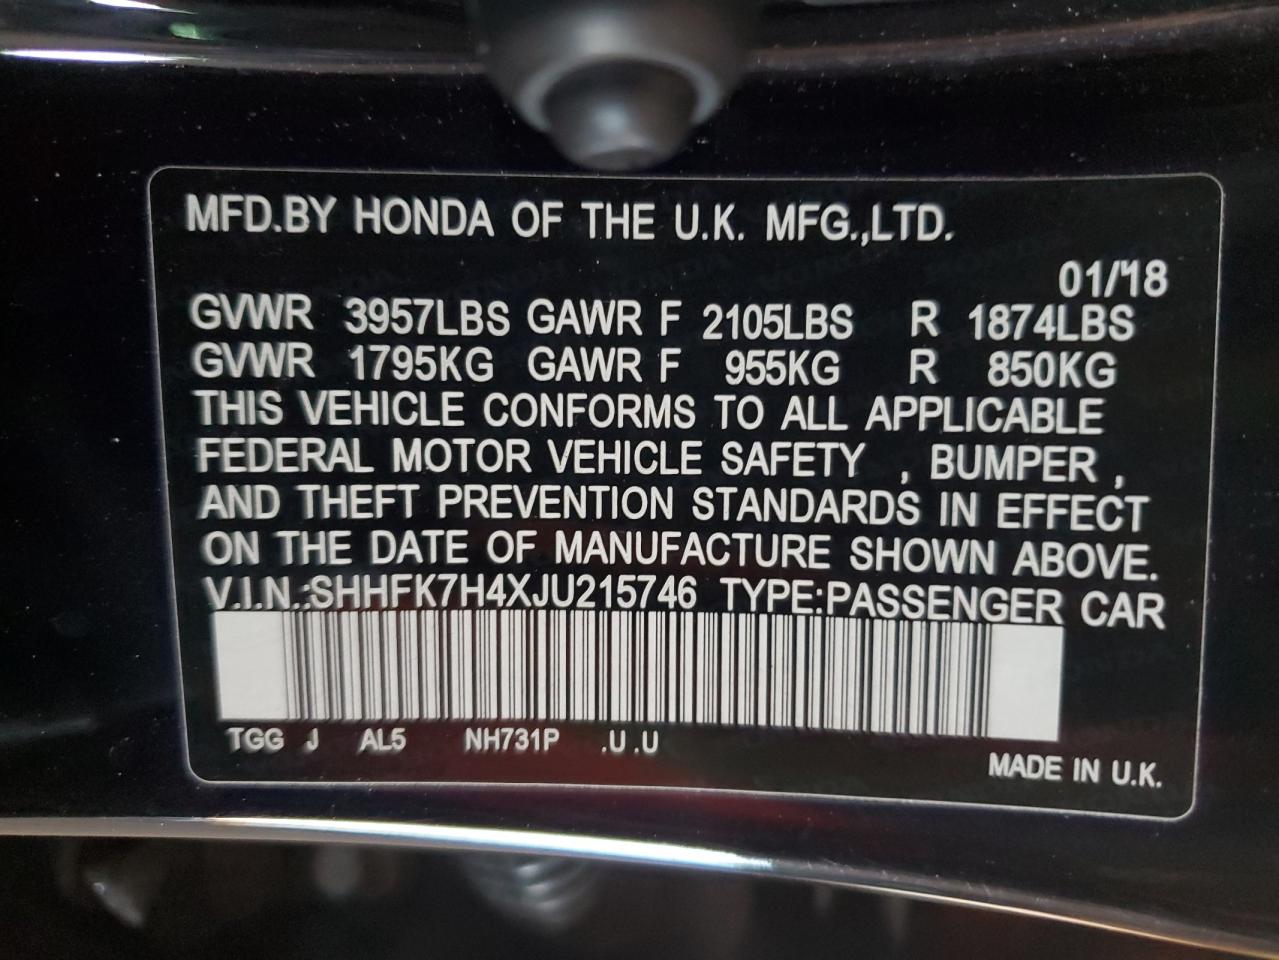 MFD.BY HONDA OF THE U.K. MFG.,LTD.
01/'18
GVWR 3957LBS GAWR F 2105LBS R 1874LBS
GVWR 1795KG GAWR F 955KG R 850KG
THIS VEHICLE CONFORMS TO ALL APPLICABLE
FEDERAL MOTOR VEHICLE SAFETY , BUMPER ,
AND THEFT PREVENTION STANDARDS IN EFFECT
ON THE DATE OF MANUFACTURE SHOWN ABOVE.
V.I.N.:SHHFK7H4XJU215746 TYPE:PASSENGER CAR
TGG J AL5 NH731P .U .U
MADE IN U.K.